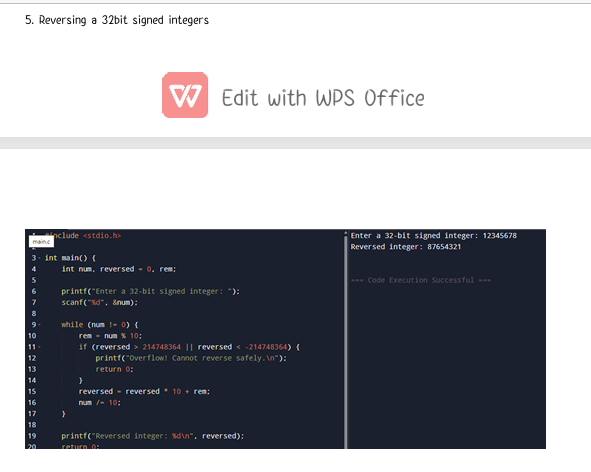 5. Reversing a 32bit signed integers
Edit with WPS Office
1 #include <stdio.h>
main.c
3 int main() {
4 int num, reversed = 0, rem;
5
6 printf("Enter a 32-bit signed integer: ");
7 scanf("%d", &num);
8
9 while (num != 0) {
10 rem = num % 10;
11 if (reversed > 214748364 || reversed < -214748364) {
12 printf("Overflow! Cannot reverse safely.\n");
13 return 0;
14 }
15 reversed = reversed * 10 + rem;
16 num /= 10;
17 }
18
19 printf("Reversed integer: %d\n", reversed);
20 return 0;
Enter a 32-bit signed integer: 12345678
Reversed integer: 87654321
=== Code Execution Successful ===